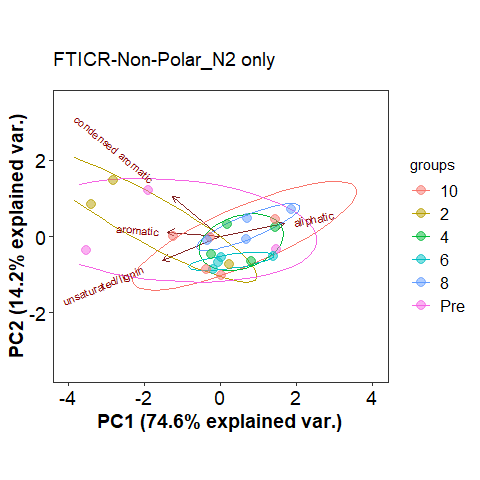 FTICR-Non-Polar_N2 only
condensed aromatic
aromatic
aliphatic
unsaturated/lignin
PC2 (14.2% explained var.)
2
0
-2
-4
-2
0
2
4
PC1 (74.6% explained var.)
groups
10
2
4
6
8
Pre